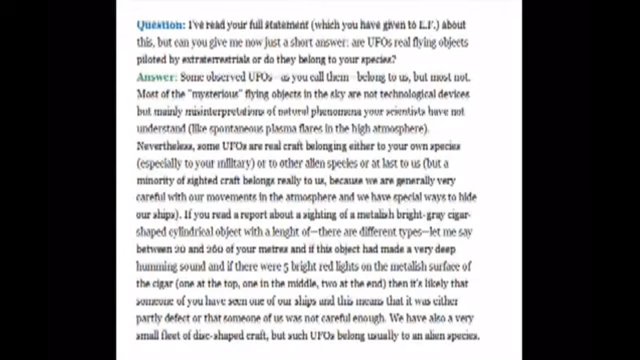 Question: I've read your full statement (which you have given to E.F.) about
this, but can you give me now just a short answer: are UFOs real flying objects
piloted by extraterrestrials or do they belong to your species?
Answer: Some observed UFOs—as you call them—belong to us, but most not.
Most of the "mysterious" flying objects in the sky are not technological devices
but mainly misinterpretations of natural phenomena your scientists have not
understand (like spontaneous plasma flares in the high atmosphere).
Nevertheless, some UFOs are real craft belonging either to your own species
(especially to your military) or to other alien species or at last to us (but a
minority of sighted craft belongs really to us, because we are generally very
careful with our movements in the atmosphere and we have special ways to hide
our ships). If you read a report about a sighting of a metalish bright-gray cigar-
shaped cylindrical object with a lenght of—there are different types—let me say
between 20 and 260 of your metres and if this object had made a very deep
humming sound and if there were 5 bright red lights on the metalish surface of
the cigar (one at the top, one in the middle, two at the end) then it's likely that
someone of you have seen one of our ships and this means that it was either
partly defect or that someone of us was not careful enough. We have also a very
small fleet of disc-shaped craft, but such UFOs belong usually to an alien species.